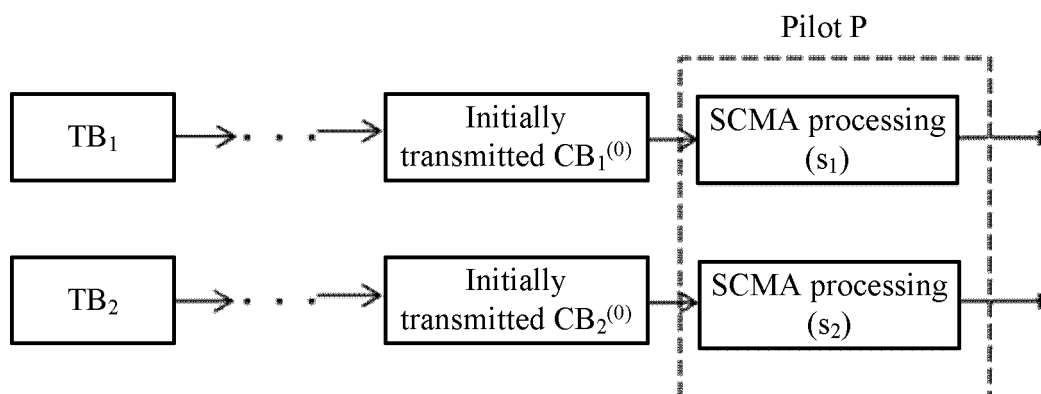 Pilot P
TB₁
Initially
transmitted CB₁⁽⁰⁾
SCMA processing
(s₁)
TB₂
Initially
transmitted CB₂⁽⁰⁾
SCMA processing
(s₂)